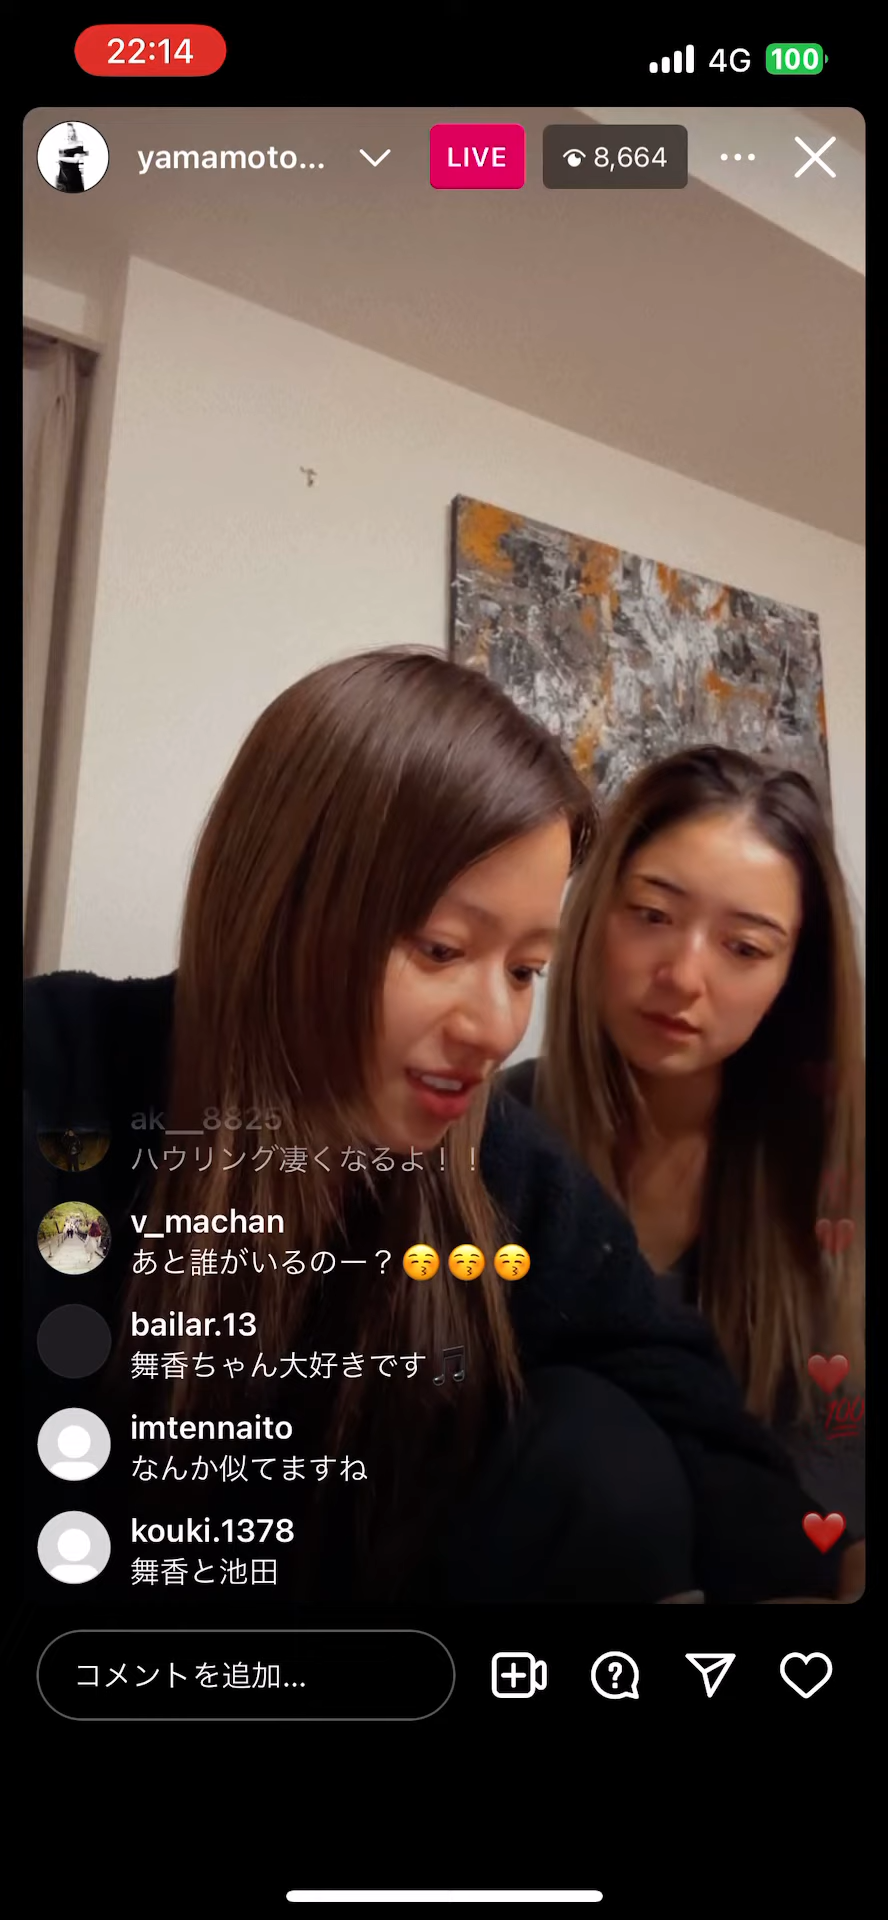 22:14
4G
100
yamamoto...
LIVE
8,664
ak__8825
ハウリング凄くなるよ！！
v_machan
あと誰がいるのー？😚😚😚
bailar.13
舞香ちゃん大好きです🎵
imtennaito
なんか似てますね
kouki.1378
舞香と池田
100
コメントを追加...